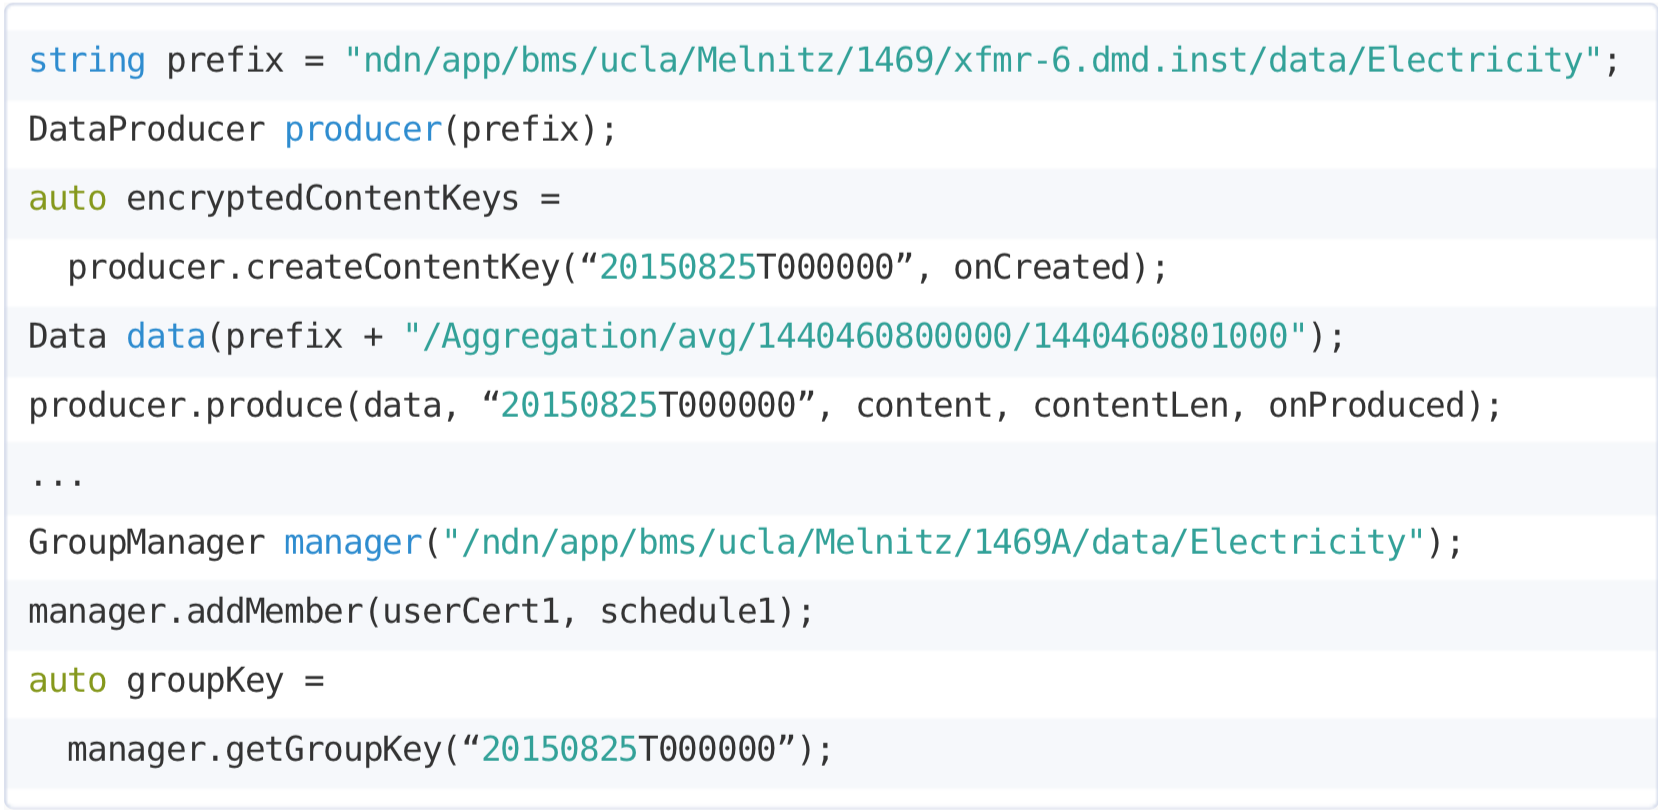 string prefix = "ndn/app/bms/ucla/Melnitz/1469/xfmr-6.dmd.inst/data/Electricity";
DataProducer producer(prefix);
auto encryptedContentKeys =
  producer.createContentKey(“20150825T000000”, onCreated);
Data data(prefix + "/Aggregation/avg/1440460800000/1440460801000");
producer.produce(data, “20150825T000000”, content, contentLen, onProduced);
...
GroupManager manager("/ndn/app/bms/ucla/Melnitz/1469A/data/Electricity");
manager.addMember(userCert1, schedule1);
auto groupKey =
  manager.getGroupKey(“20150825T000000”);